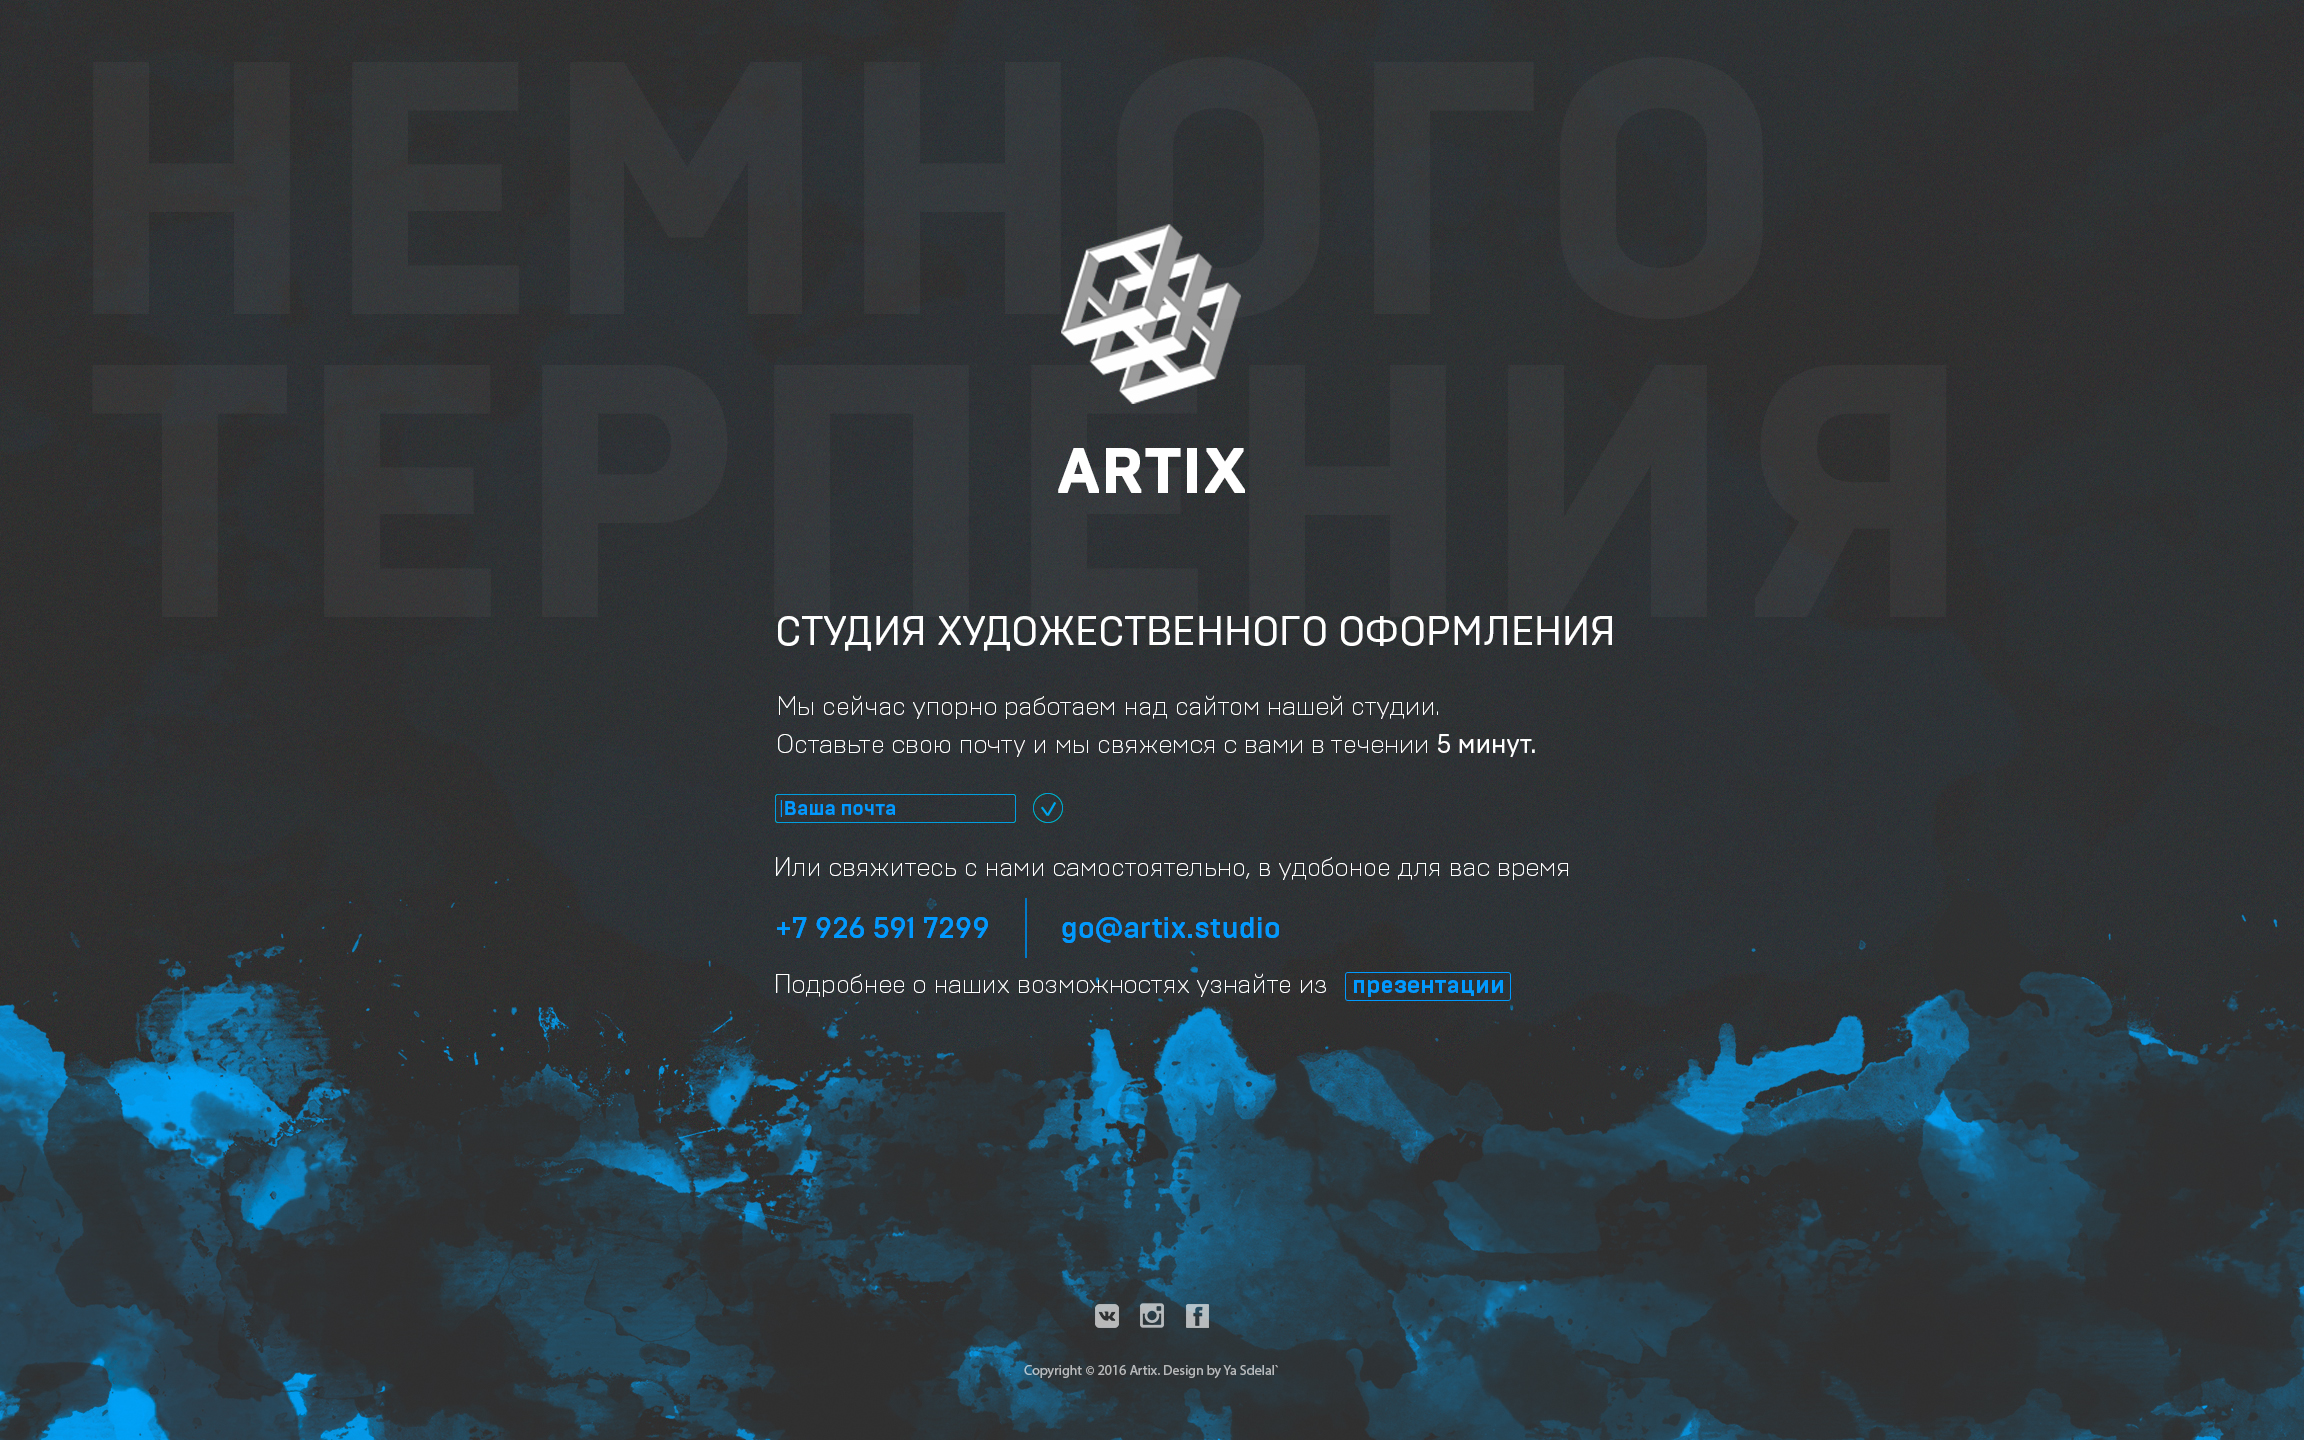 НЕМНОГО
ТЕРПЕНИЯ
ARTIX
СТУДИЯ ХУДОЖЕСТВЕННОГО ОФОРМЛЕНИЯ
Мы сейчас упорно работаем над сайтом нашей студии.
Оставьте свою почту и мы свяжемся с вами в течении 5 минут.
Ваша почта
Или свяжитесь с нами самостоятельно, в удобоное для вас время
+7 926 591 7299 go@artix.studio
Подробнее о наших возможностях узнайте из презентации
Copyright © 2016 Artix. Design by Ya Sdelal`